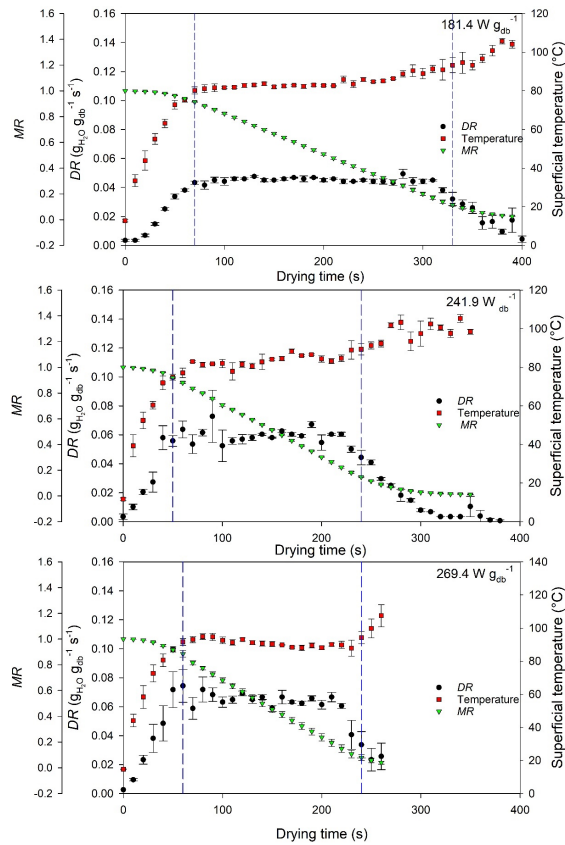 181.4 W g_db^-1
MR
DR (g_H2O g_db^-1 s^-1)
Superficial temperature (°C)
1.6 0.16 120
1.4 0.14 100
1.2 0.12
1.0 0.10 80
0.8 0.08 60
0.6
0.4 0.06 40
0.2 0.04
0.0 0.02 20
-0.2 0.00 0
DR
Temperature
MR
0 100 200 300 400
Drying time (s)
241.9 W _db^-1
MR
DR (g_H2O g_db^-1 s^-1)
Superficial temperature (°C)
1.6 0.16 120
1.4 0.14 100
1.2 0.12
1.0 0.10 80
0.8 0.08 60
0.6
0.4 0.06 40
0.2 0.04
0.0 0.02 20
-0.2 0.00 0
DR
Temperature
MR
0 100 200 300 400
Drying time (s)
269.4 W g_db^-1
MR
DR (g_H2O g_db^-1 s^-1)
Superficial temperature (°C)
1.6 0.16 140
1.4 0.14 120
1.2 0.12
1.0 0.10 100
0.8 0.08 80
0.6 60
0.4 0.06
0.2 0.04 40
0.0 0.02 20
-0.2 0.00 0
DR
Temperature
MR
0 100 200 300 400
Drying time (s)